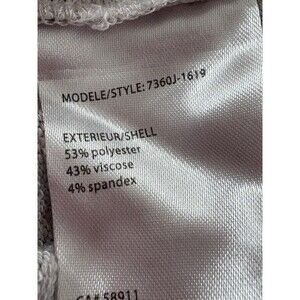 MODELE/STYLE: 7360J-1619
EXTERIEUR/SHELL
53% polyester
43% viscose
4% spandex
CA# 58911